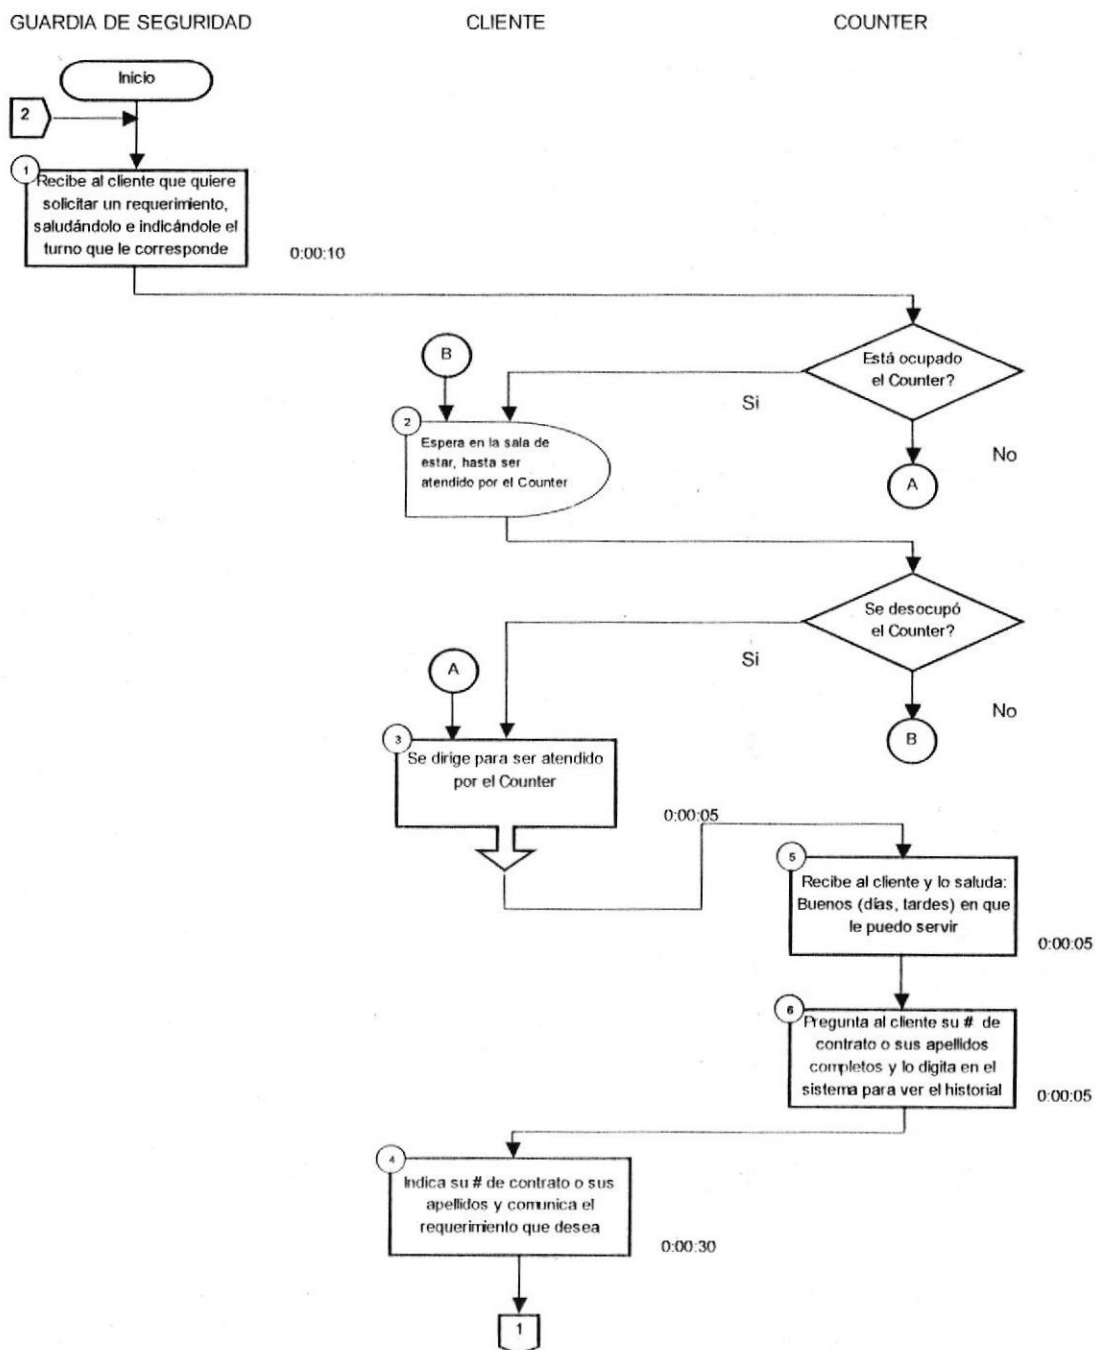 GUARDIA DE SEGURIDAD
CLIENTE
COUNTER
Inicio
2
1
Recibe al cliente que quiere
solicitar un requerimiento,
saludándolo e indicándole el
turno que le corresponde
0:00:10
Está ocupado
el Counter?
Si
No
A
B
2
Espera en la sala de
estar, hasta ser
atendido por el Counter
Se desocupó
el Counter?
Si
No
B
A
3
Se dirige para ser atendido
por el Counter
0:00:05
5
Recibe al cliente y lo saluda:
Buenos (días, tardes) en que
le puedo servir
0:00:05
6
Pregunta al cliente su # de
contrato o sus apellidos
completos y lo digita en el
sistema para ver el historial
0:00:05
4
Indica su # de contrato o sus
apellidos y comunica el
requerimiento que desea
0:00:30
1